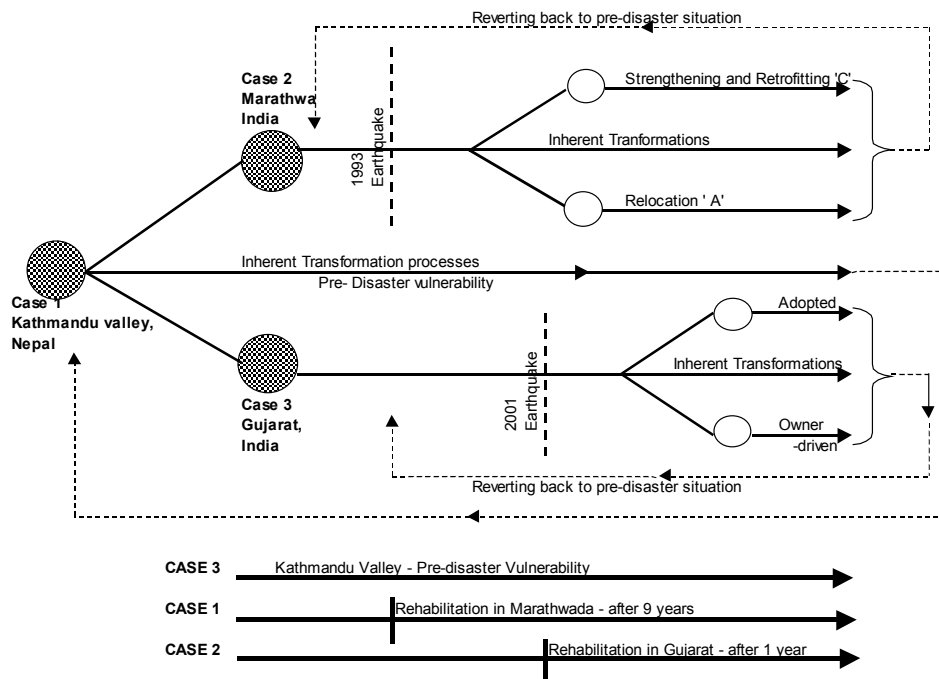 Reverting back to pre-disaster situation
Case 2
Marathwa
India
Strengthening and Retrofitting 'C'
1993
Earthquake
Inherent Tranformations
Relocation ' A'
Inherent Transformation processes
Pre- Disaster vulnerability
Case 1
Kathmandu valley,
Nepal
Adopted
2001
Earthquake
Inherent Transformations
Case 3
Gujarat,
India
Owner
-driven
Reverting back to pre-disaster situation
CASE 3 Kathmandu Valley - Pre-disaster Vulnerability
CASE 1 Rehabilitation in Marathwada - after 9 years
CASE 2 Rehabilitation in Gujarat - after 1 year